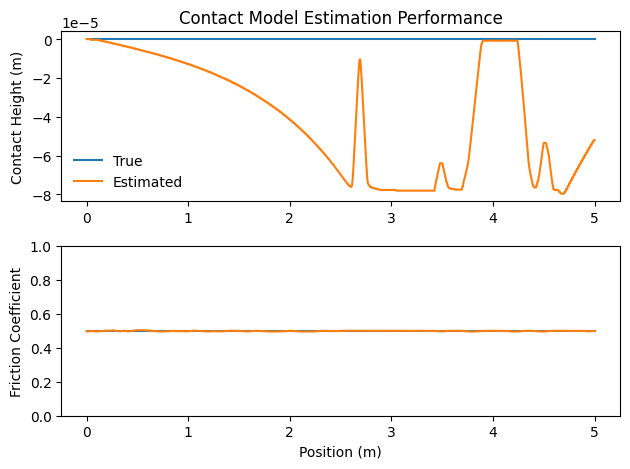 Contact Model Estimation Performance
1e−5
Contact Height (m)
0
−2
−4
−6
−8
True
Estimated
0 1 2 3 4 5
Friction Coefficient
1.0
0.8
0.6
0.4
0.2
0.0
0 1 2 3 4 5
Position (m)